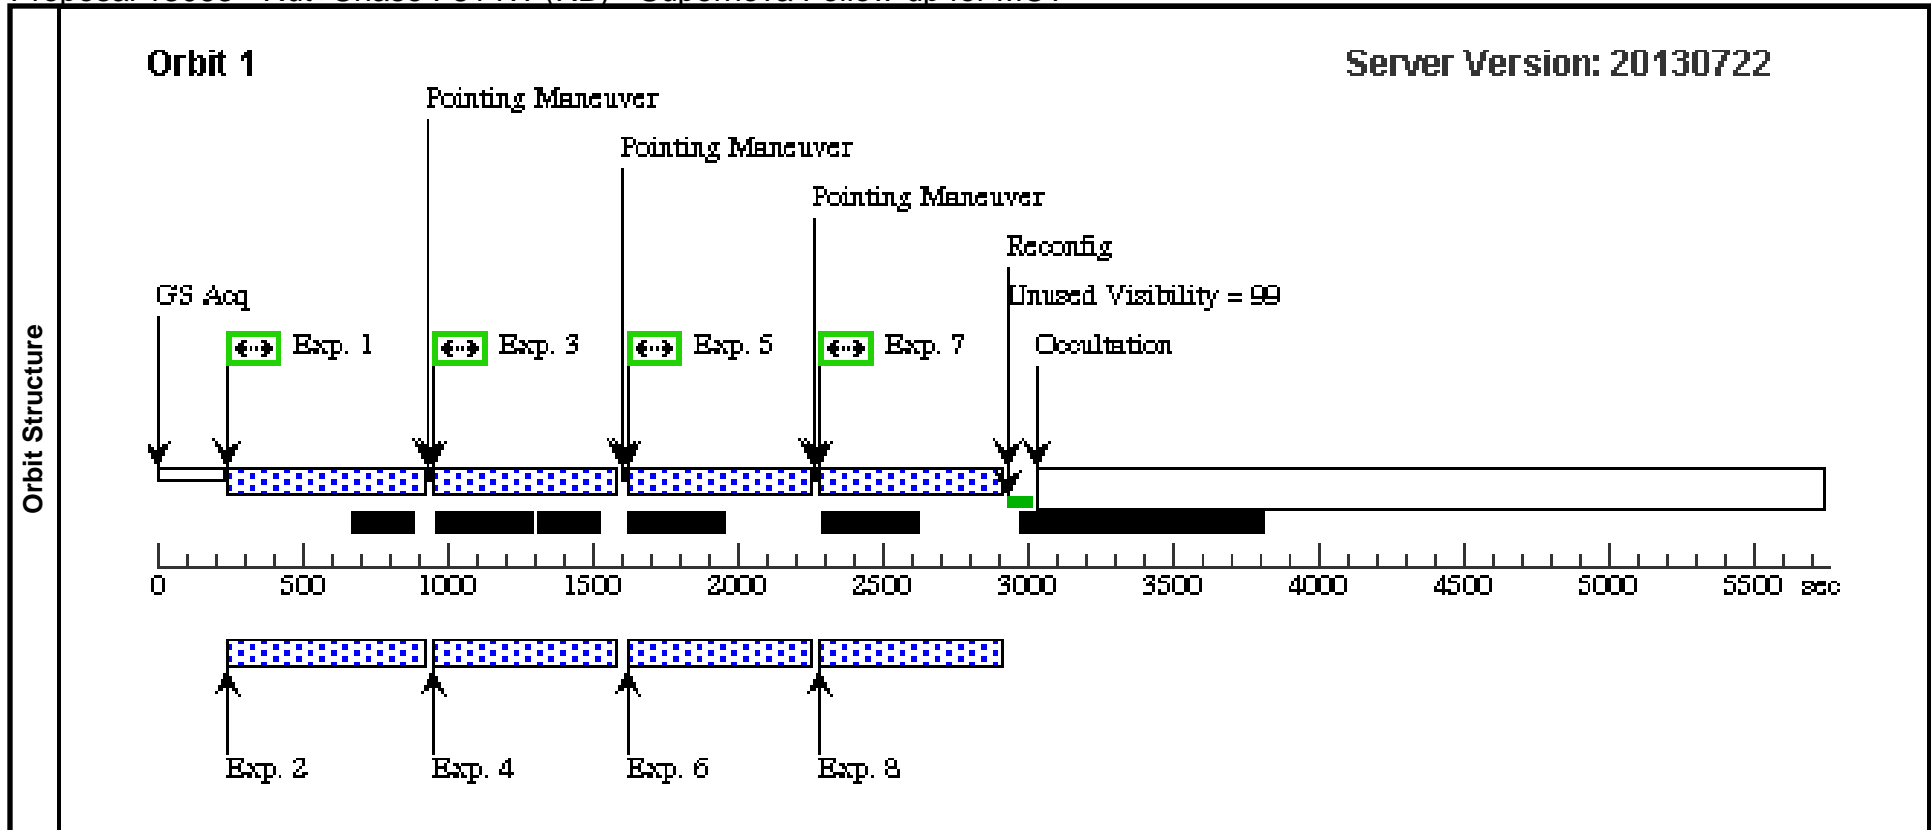 Orbit 1
Server Version: 20130722
Pointing Maneuver
Pointing Maneuver
Pointing Maneuver
Reconfig
GS Acq
Unused Visibility = 99
Exp. 1
Exp. 3
Exp. 5
Exp. 7
Occultation
Orbit Structure
0 500 1000 1500 2000 2500 3000 3500 4000 4500 5000 5500 sec
Exp. 2
Exp. 4
Exp. 6
Exp. 8